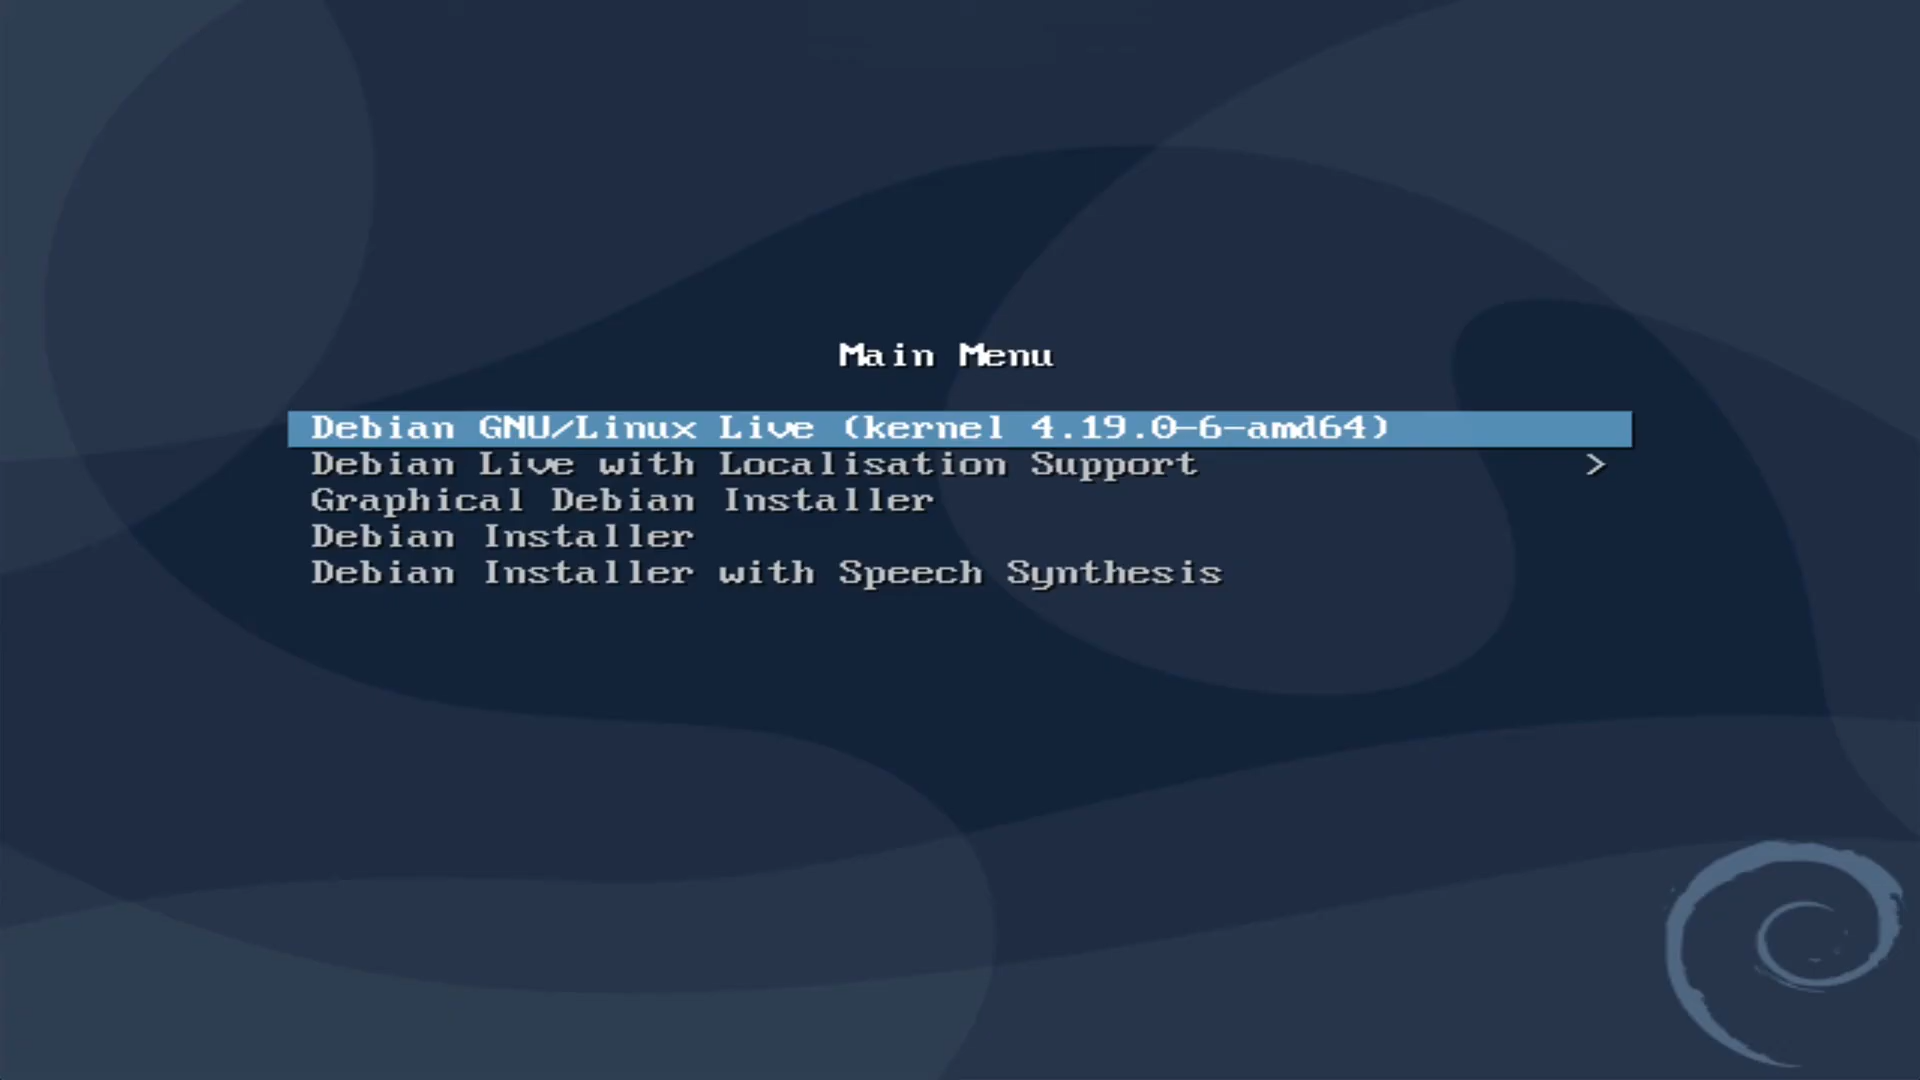 Main Menu
Debian GNU/Linux Live (kernel 4.19.0-6-amd64)
Debian Live with Localisation Support >
Graphical Debian Installer
Debian Installer
Debian Installer with Speech Synthesis